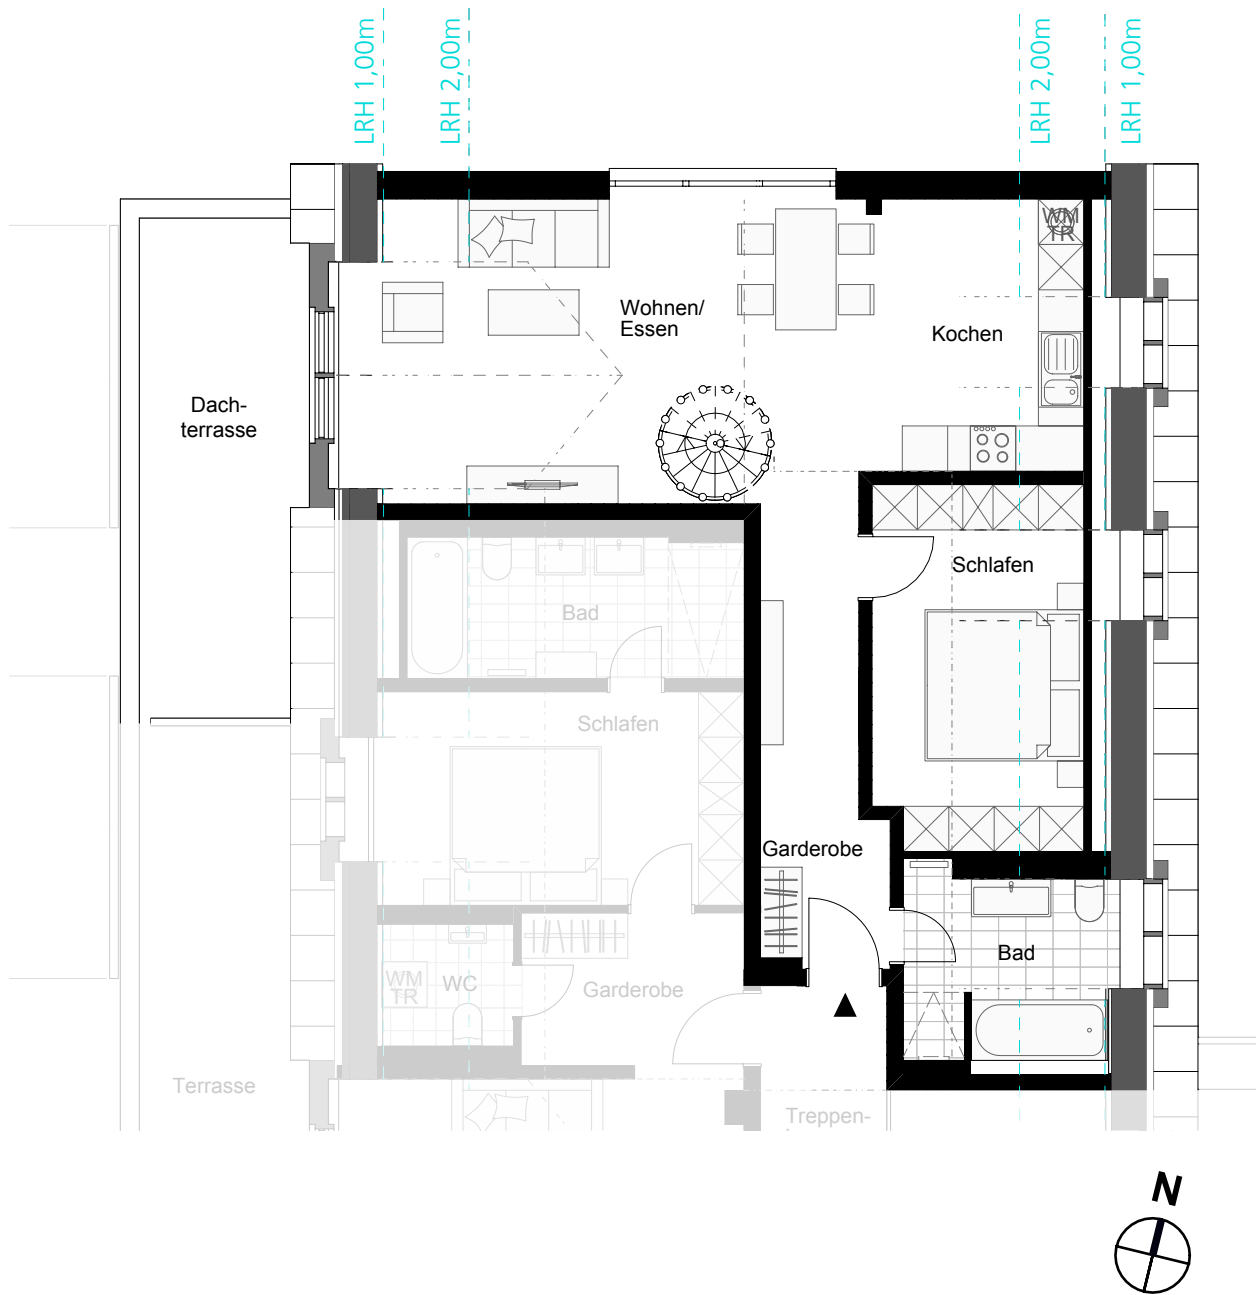 LRH 1,00m
LRH 2,00m
LRH 2,00m
LRH 1,00m
WM
TR
Wohnen/
Essen
Kochen
Dach-
terrasse
Schlafen
Bad
Schlafen
Garderobe
Bad
WM
TR
WC
Garderobe
Terrasse
Treppen-
N